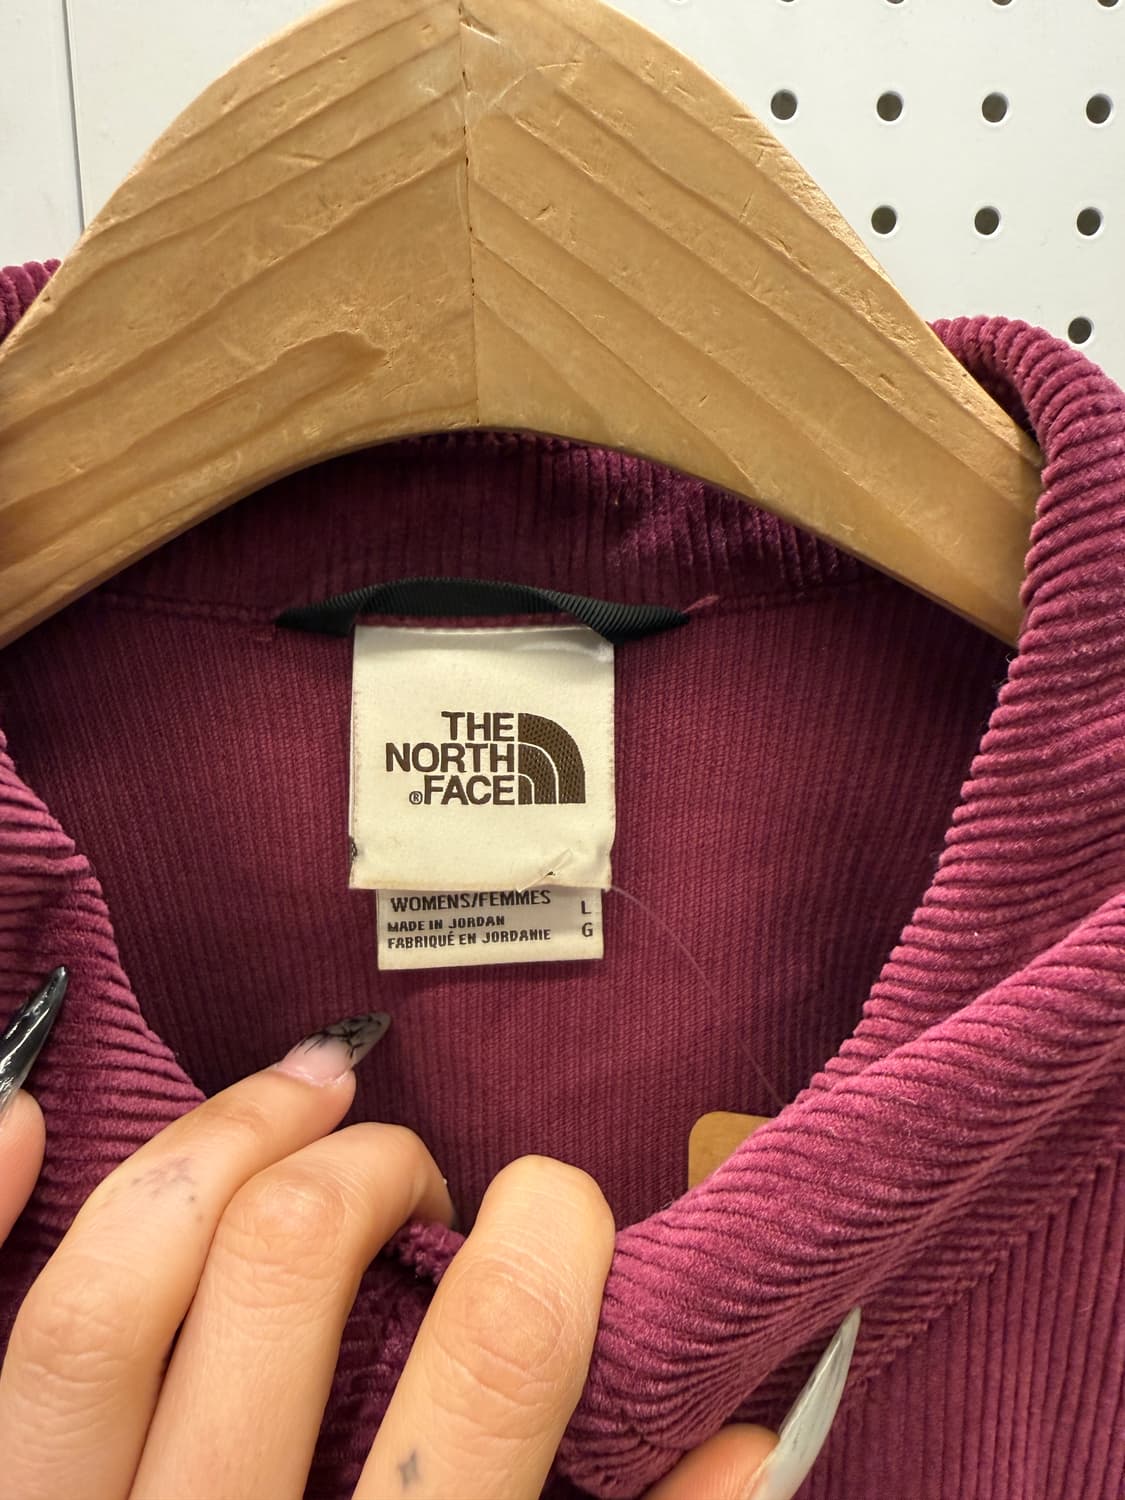 THE
NORTH
®FACE
WOMENS/FEMMES
MADE IN JORDAN
FABRIQUÉ EN JORDANIE
L
G